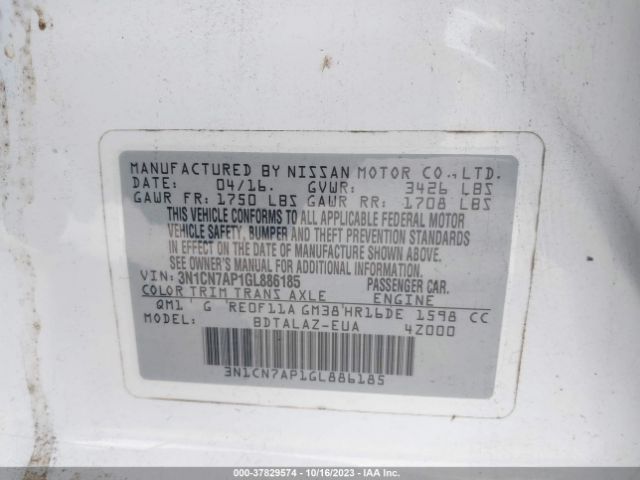 MANUFACTURED BY NISSAN MOTOR CO.,LTD.
DATE: 04/16. GVWR: 3426 LBS
GAWR FR: 1750 LBS GAWR RR: 1708 LBS
THIS VEHICLE CONFORMS TO ALL APPLICABLE FEDERAL MOTOR
VEHICLE SAFETY, BUMPER AND THEFT PREVENTION STANDARDS
IN EFFECT ON THE DATE OF MANUFACTURE SHOWN ABOVE.
SEE OWNER'S MANUAL FOR ADDITIONAL INFORMATION.
VIN: 3N1CN7AP1GL886185 PASSENGER CAR.
COLOR TRIM TRANS AXLE ENGINE
QM1 G RE0F11A GM38 HR16DE 1598 CC
MODEL BDTALAZ-EUA 4Z000
3N1CN7AP1GL886185
000-37829574 | 10/16/2023 | IAA Inc.